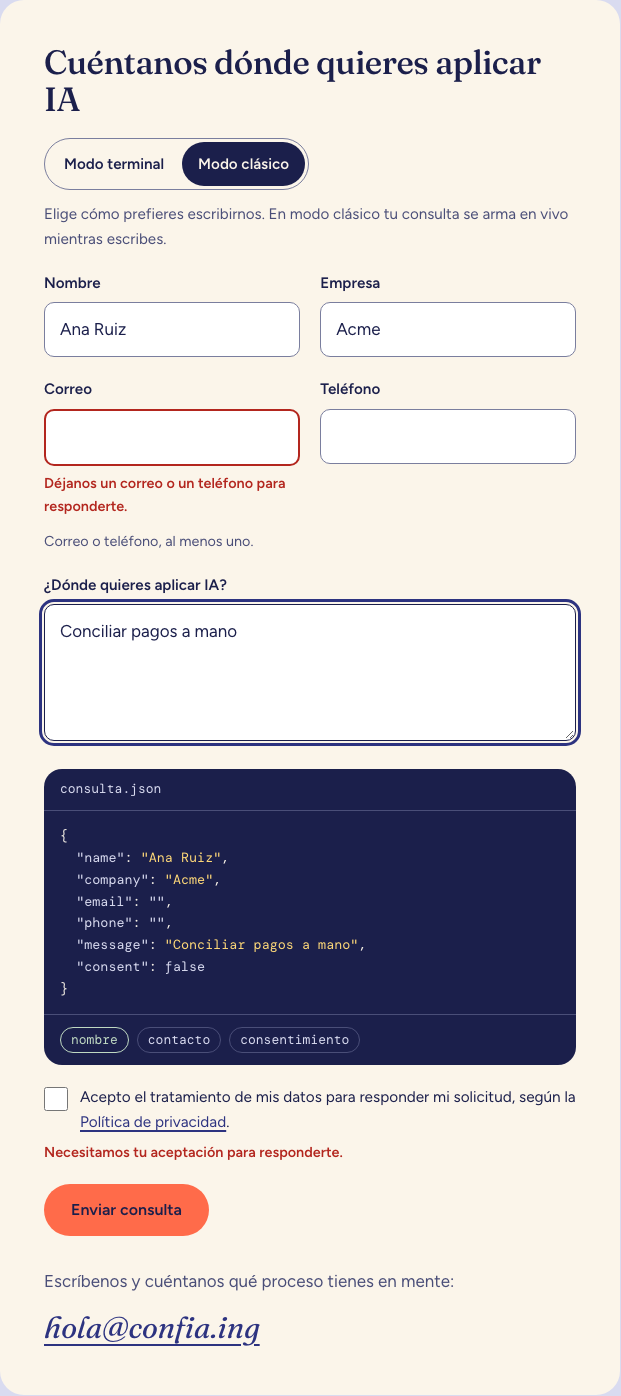 Cuéntanos dónde quieres aplicar
IA
Modo terminal
Modo clásico
Elige cómo prefieres escribirnos. En modo clásico tu consulta se arma en vivo
mientras escribes.
Nombre
Empresa
Ana Ruiz
Acme
Correo
Teléfono
Déjanos un correo o un teléfono para
responderte.
Correo o teléfono, al menos uno.
¿Dónde quieres aplicar IA?
Conciliar pagos a mano
consulta.json
{
"name": "Ana Ruiz",
"company": "Acme",
"email": "",
"phone": "",
"message": "Conciliar pagos a mano",
"consent": false
}
nombre
contacto
consentimiento
Acepto el tratamiento de mis datos para responder mi solicitud, según la
Política de privacidad.
Necesitamos tu aceptación para responderte.
Enviar consulta
Escríbenos y cuéntanos qué proceso tienes en mente:
hola@confia.ing